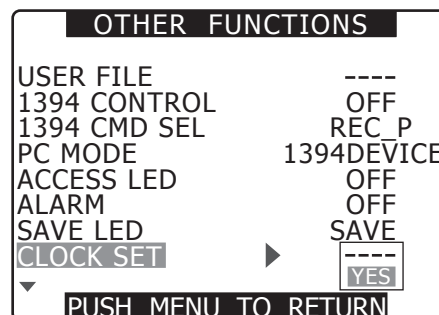 OTHER FUNCTIONS
USER FILE ----
1394 CONTROL OFF
1394 CMD SEL REC_P
PC MODE 1394DEVICE
ACCESS LED OFF
ALARM OFF
SAVE LED SAVE
CLOCK SET ----
YES
PUSH MENU TO RETURN